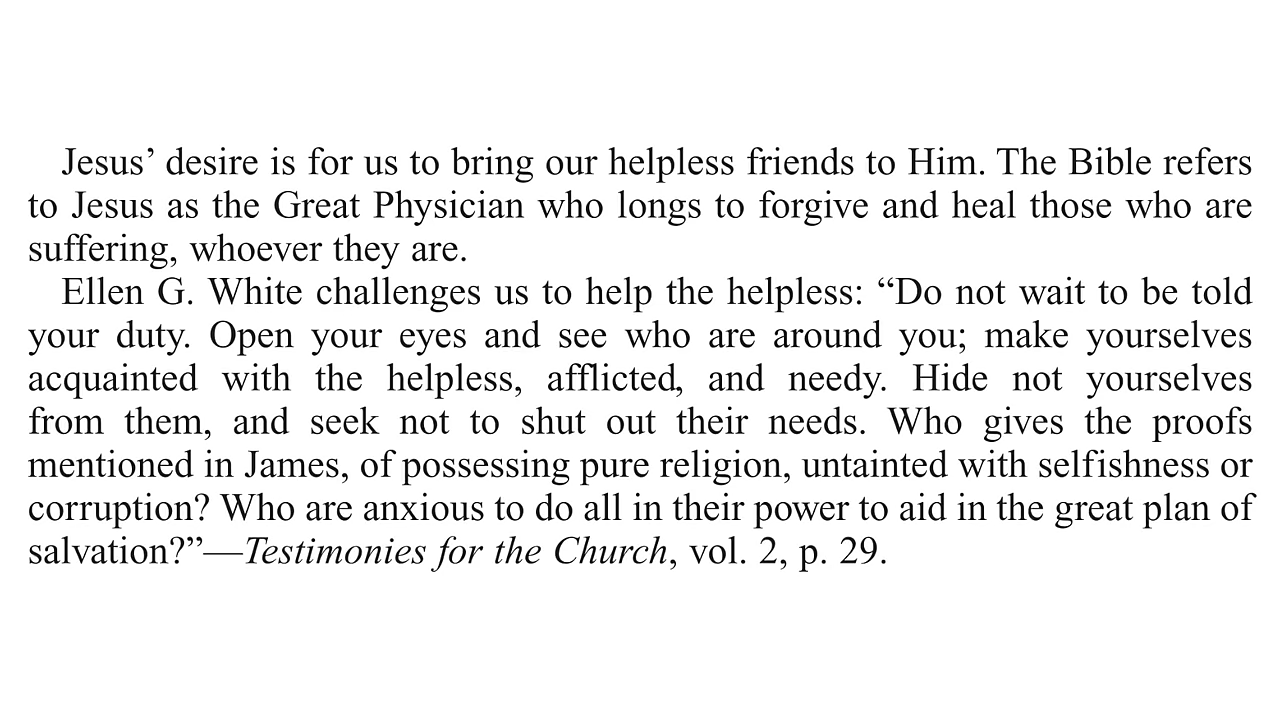 Jesus’ desire is for us to bring our helpless friends to Him. The Bible refers
to Jesus as the Great Physician who longs to forgive and heal those who are
suffering, whoever they are.
Ellen G. White challenges us to help the helpless: “Do not wait to be told
your duty. Open your eyes and see who are around you; make yourselves
acquainted with the helpless, afflicted, and needy. Hide not yourselves
from them, and seek not to shut out their needs. Who gives the proofs
mentioned in James, of possessing pure religion, untainted with selfishness or
corruption? Who are anxious to do all in their power to aid in the great plan of
salvation?”—Testimonies for the Church, vol. 2, p. 29.